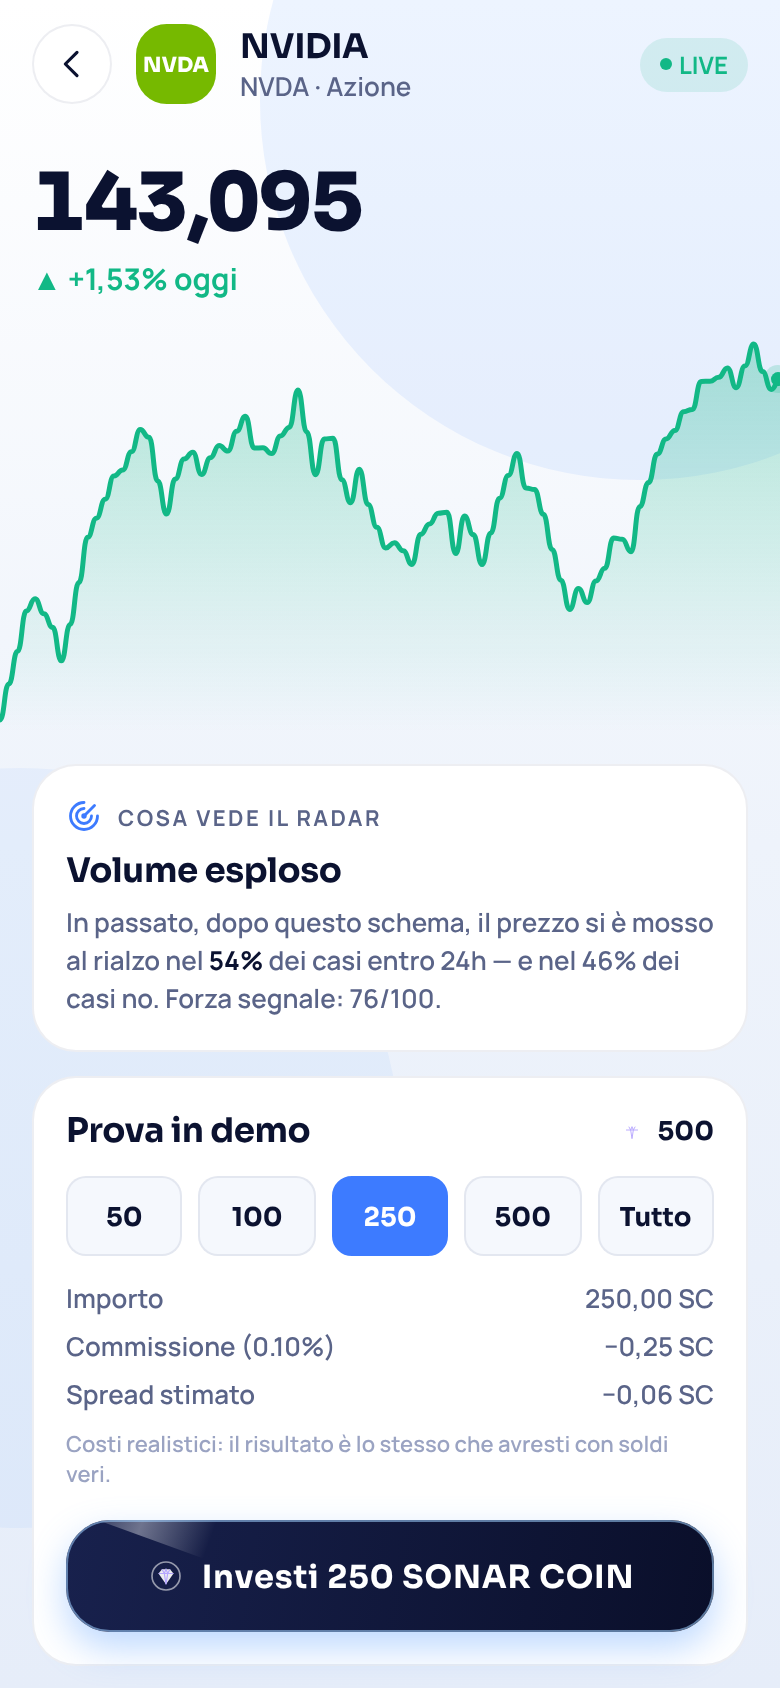 NVDA
NVIDIA
NVDA · Azione
LIVE
143,095
▲ +1,53% oggi
COSA VEDE IL RADAR
Volume esploso
In passato, dopo questo schema, il prezzo si è mosso
al rialzo nel 54% dei casi entro 24h — e nel 46% dei
casi no. Forza segnale: 76/100.
Prova in demo
500
50
100
250
500
Tutto
Importo
250,00 SC
Commissione (0.10%)
−0,25 SC
Spread stimato
−0,06 SC
Costi realistici: il risultato è lo stesso che avresti con soldi
veri.
Investi 250 SONAR COIN